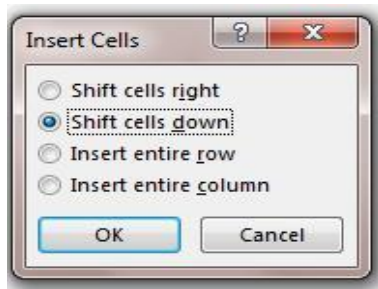 Insert Cells
Shift cells right
Shift cells down
Insert entire row
Insert entire column
OK Cancel